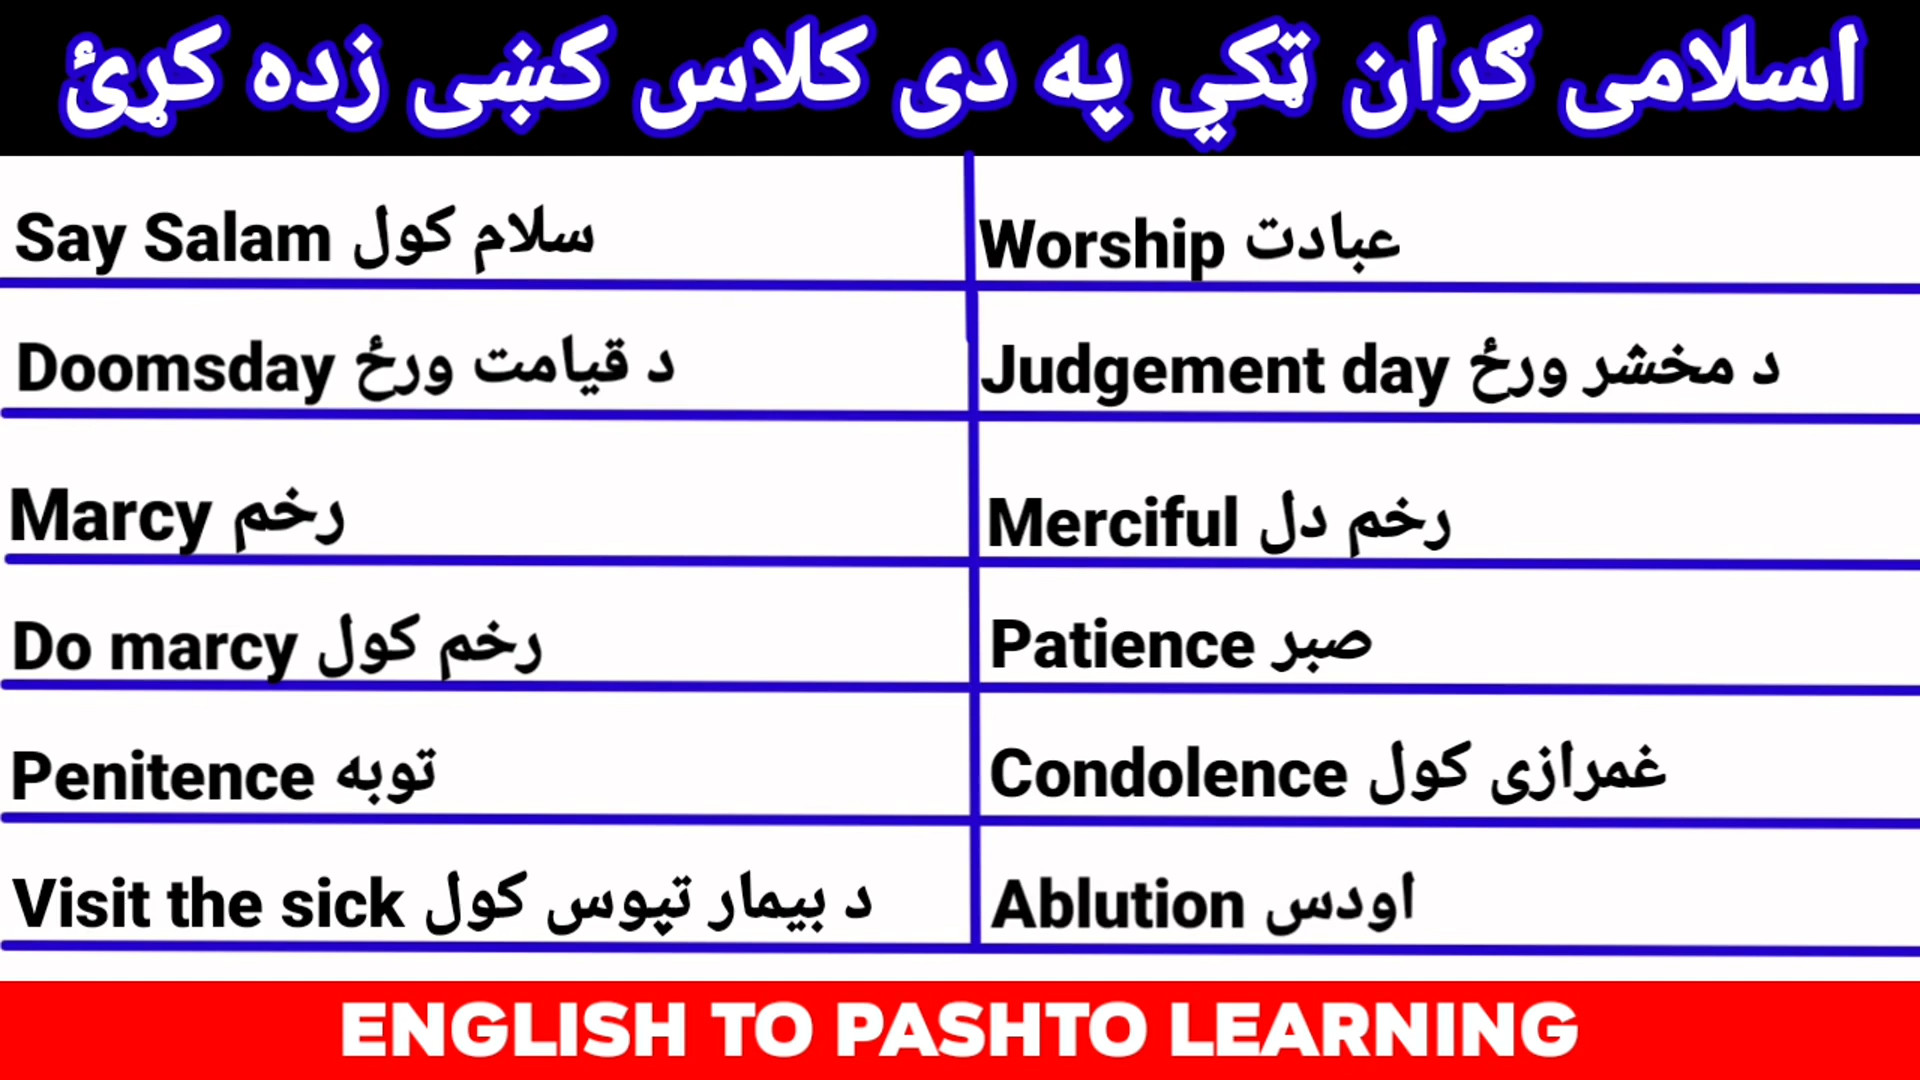 اسلامی ګران ټکي په دی کلاس کښی زده کړئ
Say Salam سلام کول
Worship عبادت
Doomsday د قیامت ورځ
Judgement day د مخشر ورځ
Marcy رخم
Merciful رخم دل
Do marcy رخم کول
Patience صبر
Penitence توبه
Condolence غمرازی کول
Visit the sick د بیمار تپوس کول
Ablution اودس
ENGLISH TO PASHTO LEARNING